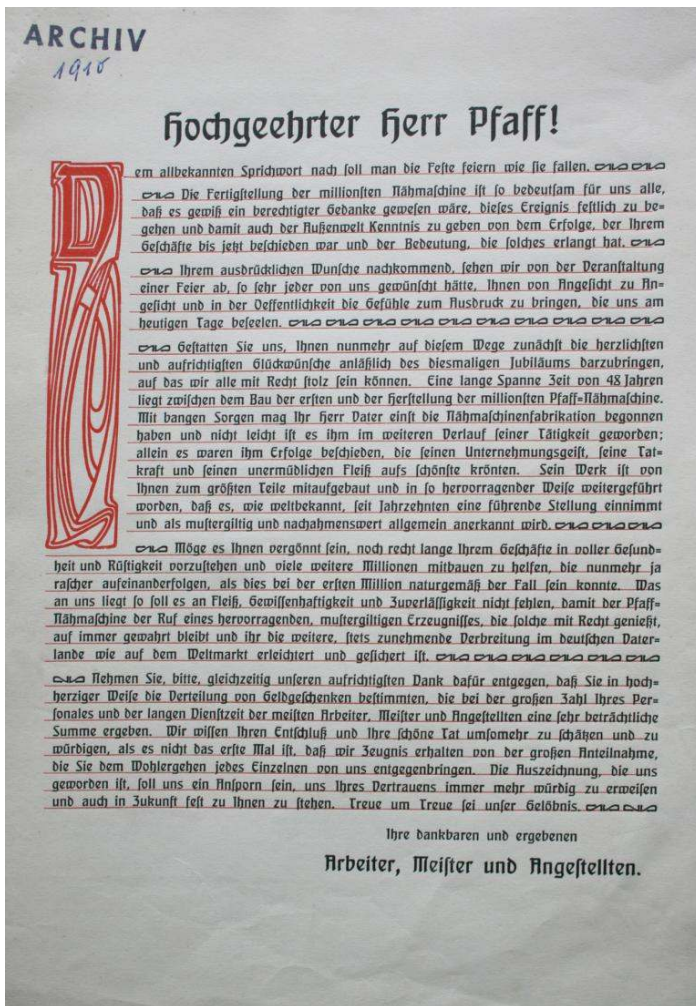 ARCHIV
1910
Hochgeehrter Herr Pfaff!
Dem allbekannten Sprichwort nach soll man die Feste feiern wie sie fallen.
Die Fertigstellung der millionsten Nähmaschine ist so bedeutsam für uns alle,
daß es gewiß ein berechtigter Gedanke gewesen wäre, dieses Ereignis festlich zu be=
gehen und damit auch der Außenwelt Kenntnis zu geben von dem Erfolge, der Ihrem
Geschäfte bis jetzt beschieden war und der Bedeutung, die solches erlangt hat.
Ihrem ausdrücklichen Wunsche nachkommend, sehen wir von der Veranstaltung
einer Feier ab, so sehr jeder von uns gewünscht hätte, Ihnen von Angesicht zu An=
gesicht und in der Oeffentlichkeit die Gefühle zum Ausdruck zu bringen, die uns am
heutigen Tage beseelen.
Gestatten Sie uns, Ihnen nunmehr auf diesem Wege zunächst die herzlichsten
und aufrichtigsten Glückwünsche anläßlich des diesmaligen Jubiläums darzubringen,
auf das wir alle mit Recht stolz sein können. Eine lange Spanne Zeit von 48 Jahren
liegt zwischen dem Bau der ersten und der Herstellung der millionsten Pfaff=Nähmaschine.
Mit bangen Sorgen mag Ihr Herr Vater einst die Nähmaschinenfabrikation begonnen
haben und nicht leicht ist es ihm im weiteren Verlauf seiner Tätigkeit geworden;
allein es waren ihm Erfolge beschieden, die seinen Unternehmungsgeist, seine Tat=
kraft und seinen unermüdlichen Fleiß aufs schönste krönten. Sein Werk ist von
Ihnen zum größten Teile mitaufgebaut und in so hervorragender Weise weitergeführt
worden, daß es, wie weltbekannt, seit Jahrzehnten eine führende Stellung einnimmt
und als mustergiltig und nachahmenswert allgemein anerkannt wird.
Möge es Ihnen vergönnt sein, noch recht lange Ihrem Geschäfte in voller Gesund=
heit und Rüstigkeit vorzustehen und viele weitere Millionen mitbauen zu helfen, die nunmehr ja
rascher aufeinanderfolgen, als dies bei der ersten Million naturgemäß der Fall sein konnte. Was
an uns liegt so soll es an Fleiß, Gewissenhaftigkeit und Zuverlässigkeit nicht fehlen, damit der Pfaff=
Nähmaschine der Ruf eines hervorragenden, mustergiltigen Erzeugnisses, die solche mit Recht genießt,
auf immer gewahrt bleibt und ihr die weitere, stets zunehmende Verbreitung im deutschen Vater=
lande wie auf dem Weltmarkt erleichtert und gesichert ist.
Nehmen Sie, bitte, gleichzeitig unseren aufrichtigsten Dank dafür entgegen, daß Sie in hoch=
herziger Weise die Verteilung von Geldgeschenken bestimmten, die bei der großen Zahl Ihres Per=
sonales und der langen Dienstzeit der meisten Arbeiter, Meister und Angestellten eine sehr beträchtliche
Summe ergeben. Wir wissen Ihren Entschluß und Ihre schöne Tat umsomehr zu schätzen und zu
würdigen, als es nicht das erste Mal ist, daß wir Zeugnis erhalten von der großen Anteilnahme,
die Sie dem Wohlergehen jedes Einzelnen von uns entgegenbringen. Die Auszeichnung, die uns
geworden ist, soll uns ein Ansporn sein, uns Ihres Vertrauens immer mehr würdig zu erweisen
und auch in Zukunft fest zu Ihnen zu stehen. Treue um Treue sei unser Gelöbnis.
Ihre dankbaren und ergebenen
Arbeiter, Meister und Angestellten.